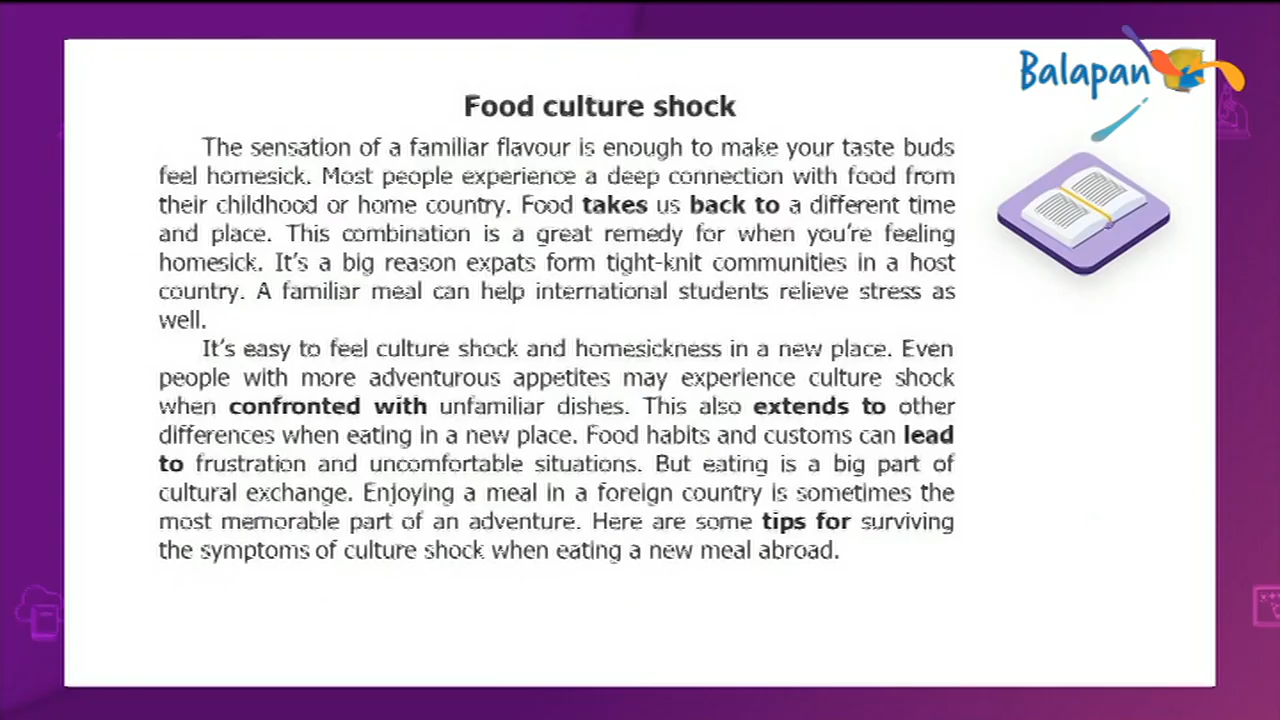 Balapan
Food culture shock
The sensation of a familiar flavour is enough to make your taste buds
feel homesick. Most people experience a deep connection with food from
their childhood or home country. Food takes us back to a different time
and place. This combination is a great remedy for when you're feeling
homesick. It's a big reason expats form tight-knit communities in a host
country. A familiar meal can help international students relieve stress as
well.
It's easy to feel culture shock and homesickness in a new place. Even
people with more adventurous appetites may experience culture shock
when confronted with unfamiliar dishes. This also extends to other
differences when eating in a new place. Food habits and customs can lead
to frustration and uncomfortable situations. But eating is a big part of
cultural exchange. Enjoying a meal in a foreign country is sometimes the
most memorable part of an adventure. Here are some tips for surviving
the symptoms of culture shock when eating a new meal abroad.